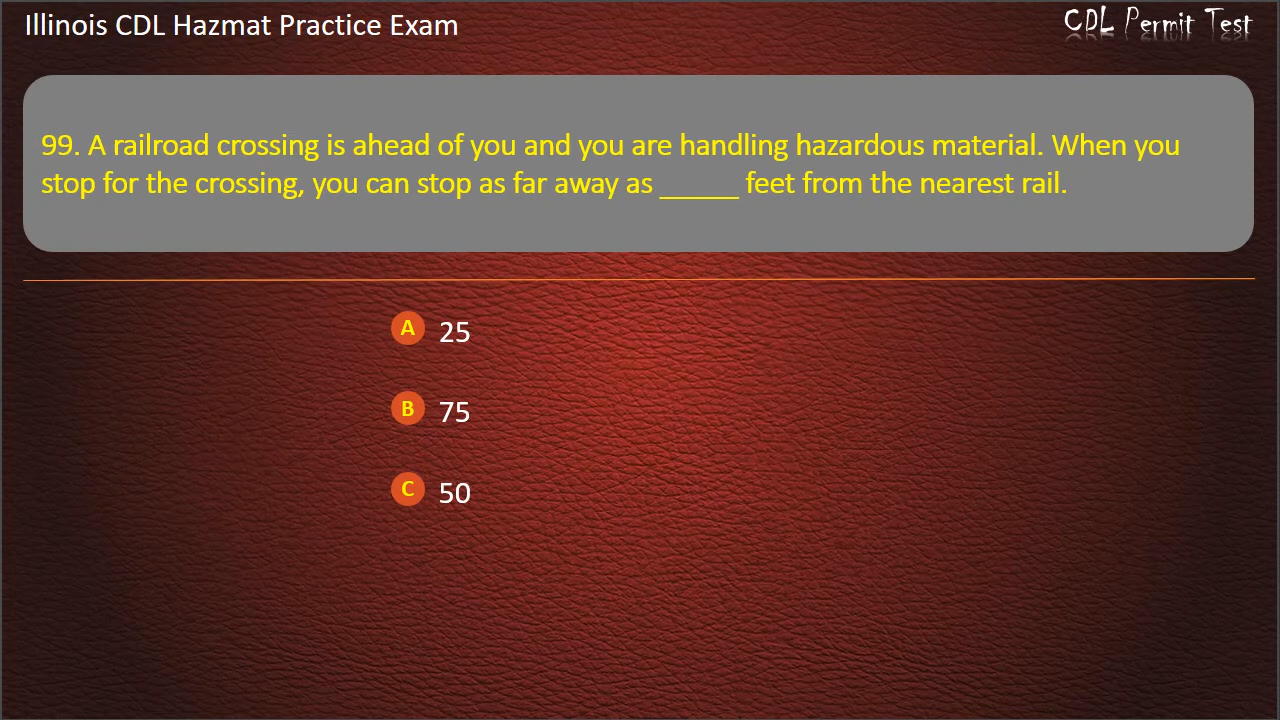 Illinois CDL Hazmat Practice Exam
CDL Permit Test
99. A railroad crossing is ahead of you and you are handling hazardous material. When you
stop for the crossing, you can stop as far away as ______ feet from the nearest rail.
A 25
B 75
C 50